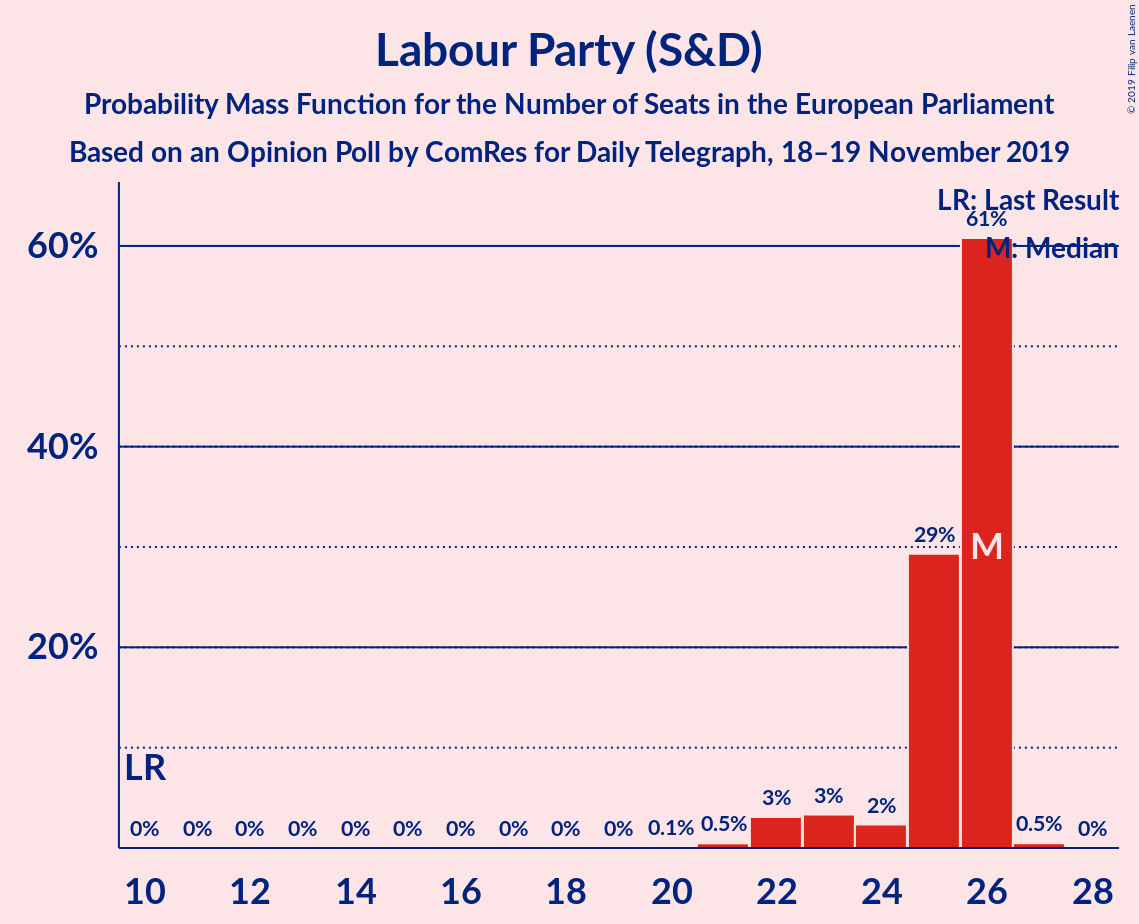 Labour Party (S&D)
Probability Mass Function for the Number of Seats in the European Parliament
Based on an Opinion Poll by ComRes for Daily Telegraph, 18–19 November 2019
© 2019 Filip van Laenen
LR: Last Result
M: Median
60%
40%
20%
LR
M
0% 0% 0% 0% 0% 0% 0% 0% 0% 0% 0.1% 0.5% 3% 3% 2% 29% 61% 0.5% 0%
10 12 14 16 18 20 22 24 26 28